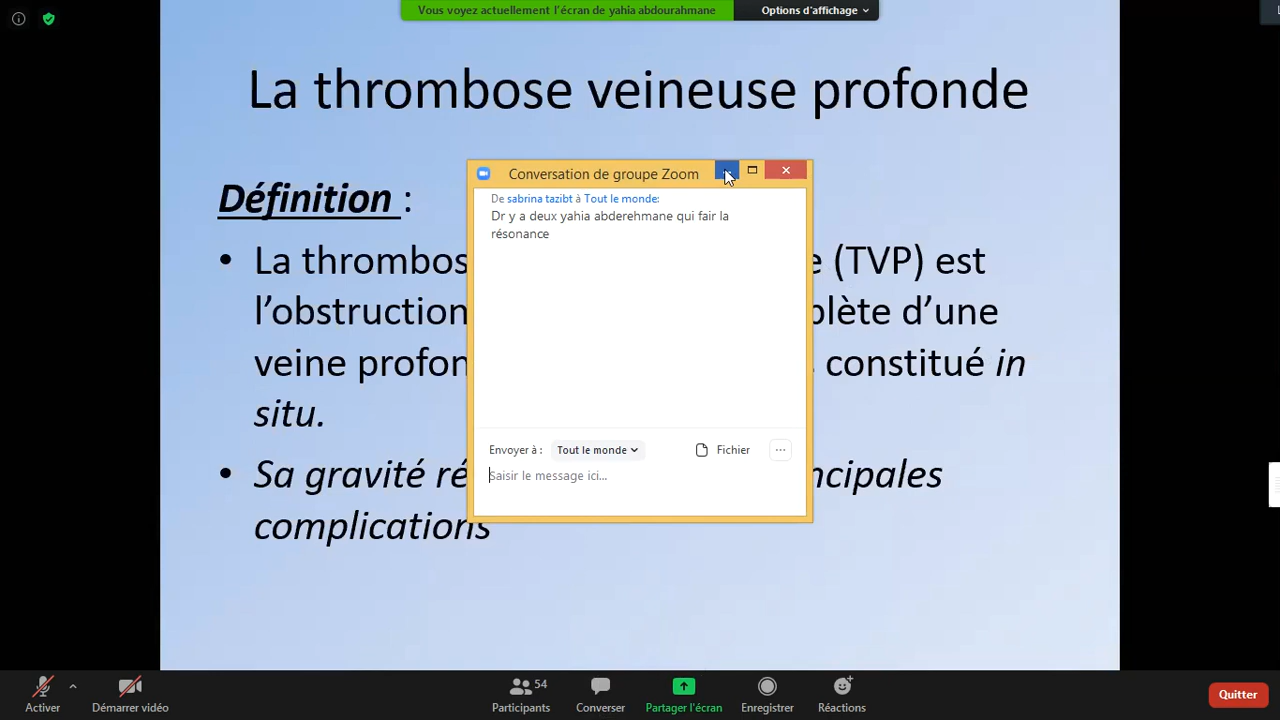 Vous voyez actuellement l'écran de yahia abdourahmane
Options d'affichage
La thrombose veineuse profonde
Définition :
• La thrombos
e (TVP) est
l'obstruction
plète d'une
veine profon
constitué in
situ.
• Sa gravité ré
ncipales
complications
Conversation de groupe Zoom
De sabrina tazibt à Tout le monde:
Dr y a deux yahia abderehmane qui fair la
résonance
Envoyer à : Tout le monde
Fichier
Saisir le message ici...
Activer
Démarrer vidéo
54
Participants
Converser
Partager l'écran
Enregistrer
Réactions
Quitter